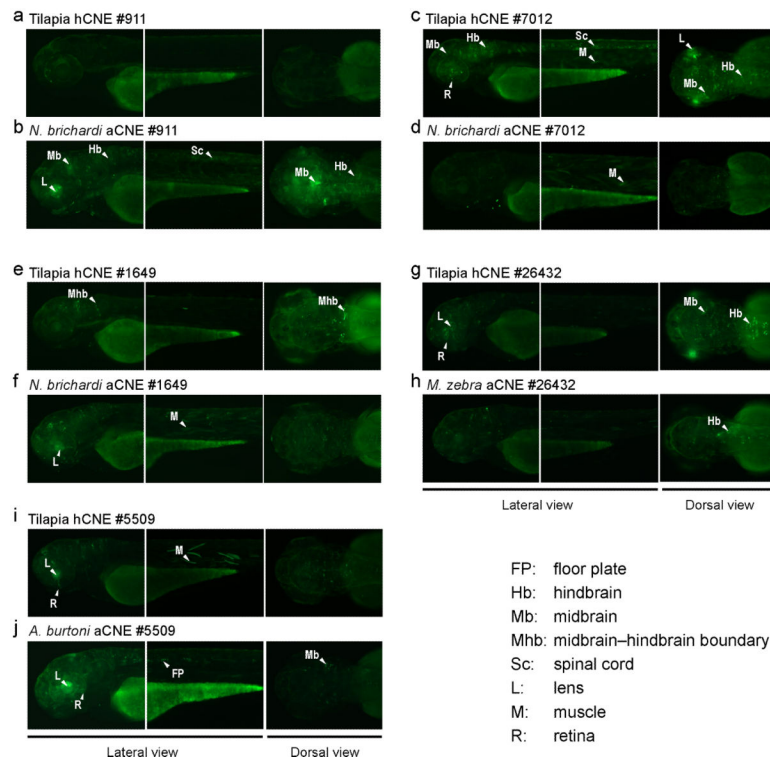 a Tilapia hCNE #911
Mb Hb
b N. brichardi aCNE #911
Mb Hb Sc Hb
L Mb
c Tilapia hCNE #7012
Mb Hb Sc L
M Hb
R Mb
d N. brichardi aCNE #7012
M
e Tilapia hCNE #1649
Mhb Mhb
f N. brichardi aCNE #1649
M
L
g Tilapia hCNE #26432
L Mb Hb
R
h M. zebra aCNE #26432
Hb
Lateral view Dorsal view
i Tilapia hCNE #5509
L M
R
j A. burtoni aCNE #5509
L Mb
R FP
Lateral view Dorsal view
FP: floor plate
Hb: hindbrain
Mb: midbrain
Mhb: midbrain–hindbrain boundary
Sc: spinal cord
L: lens
M: muscle
R: retina